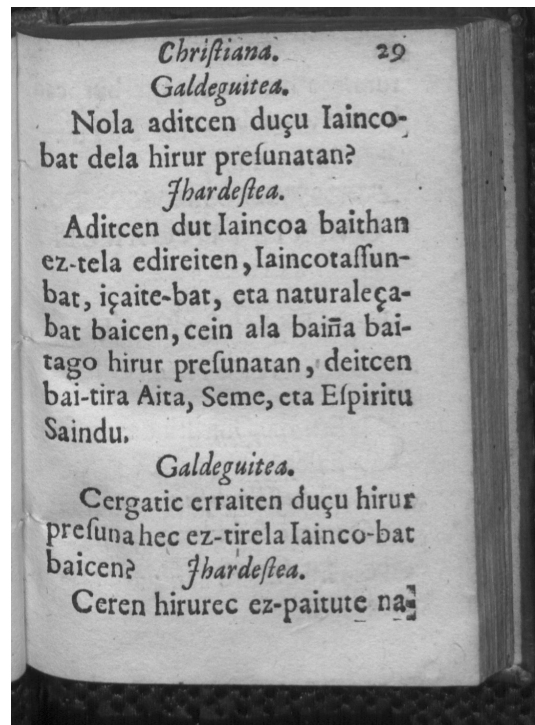 Chriſtiana. 29
Galdeguitea.
Nola aditcen duçu Iainco-
bat dela hirur preſunatan?
Jhardeſtea.
Aditcen dut Iaincoa baithan
ez-tela edireiten, Iaincotaſſun-
bat, içaite-bat, eta naturaleça-
bat baicen, cein ala baiña bai-
tago hirur preſunatan, deitcen
bai-tira Aita, Seme, eta Eſpiritu
Saindu.
Galdeguitea.
Cergatic erraiten duçu hirur
preſuna hec ez-tirela Iainco-bat
baicen? Jhardeſtea.
Ceren hirurec ez-paitute na-